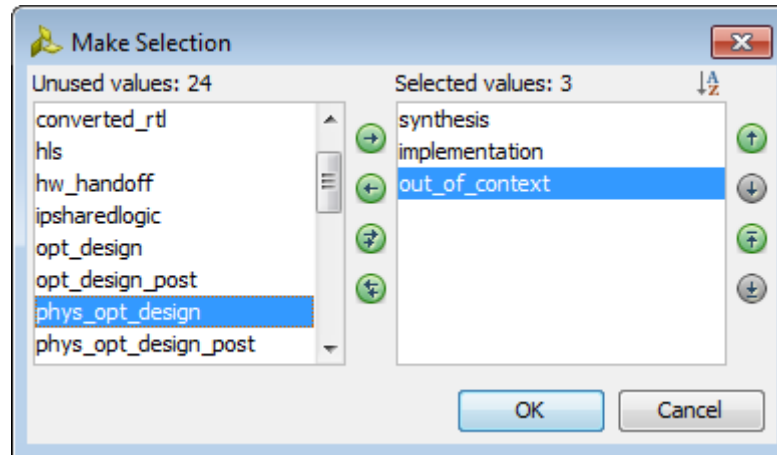 Make Selection
Unused values: 24
converted_rtl
hls
hw_handoff
ipsharedlogic
opt_design
opt_design_post
phys_opt_design
phys_opt_design_post
Selected values: 3
A
Z
synthesis
implementation
out_of_context
OK
Cancel